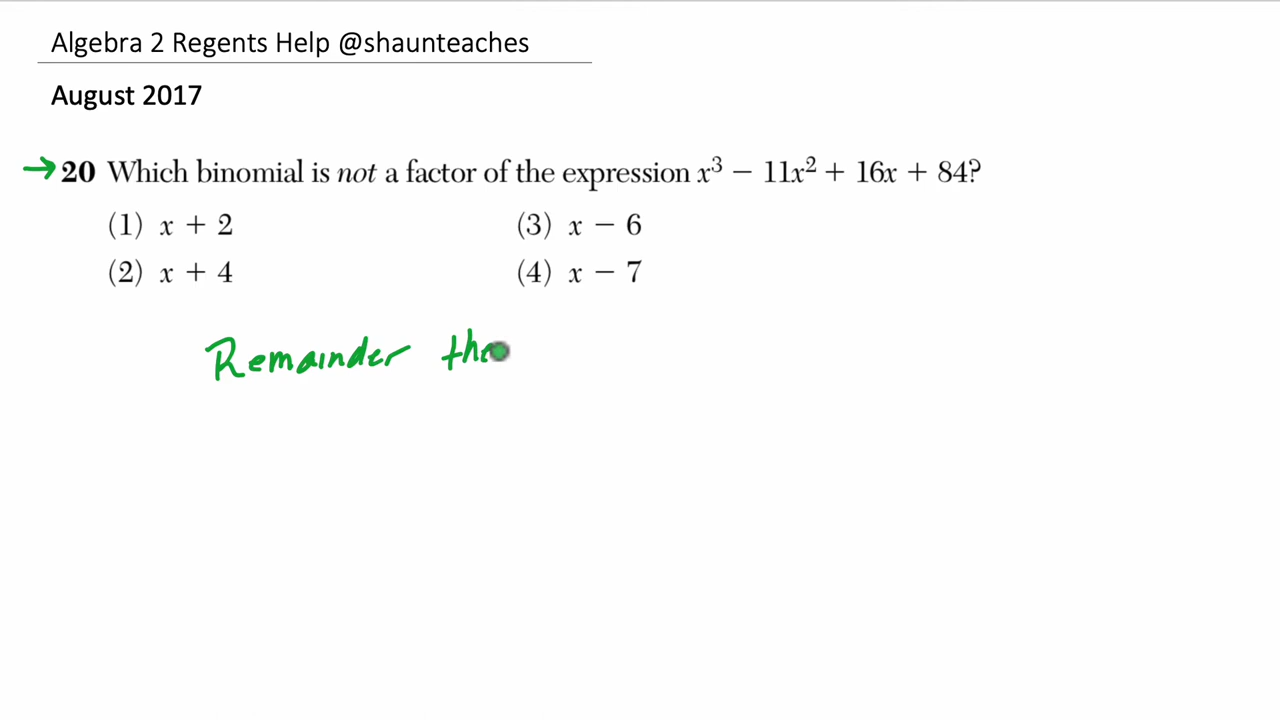 Algebra 2 Regents Help @shaunteaches
August 2017
→20 Which binomial is not a factor of the expression x³ − 11x² + 16x + 84?
(1) x + 2 (3) x − 6
(2) x + 4 (4) x − 7
Remainder the